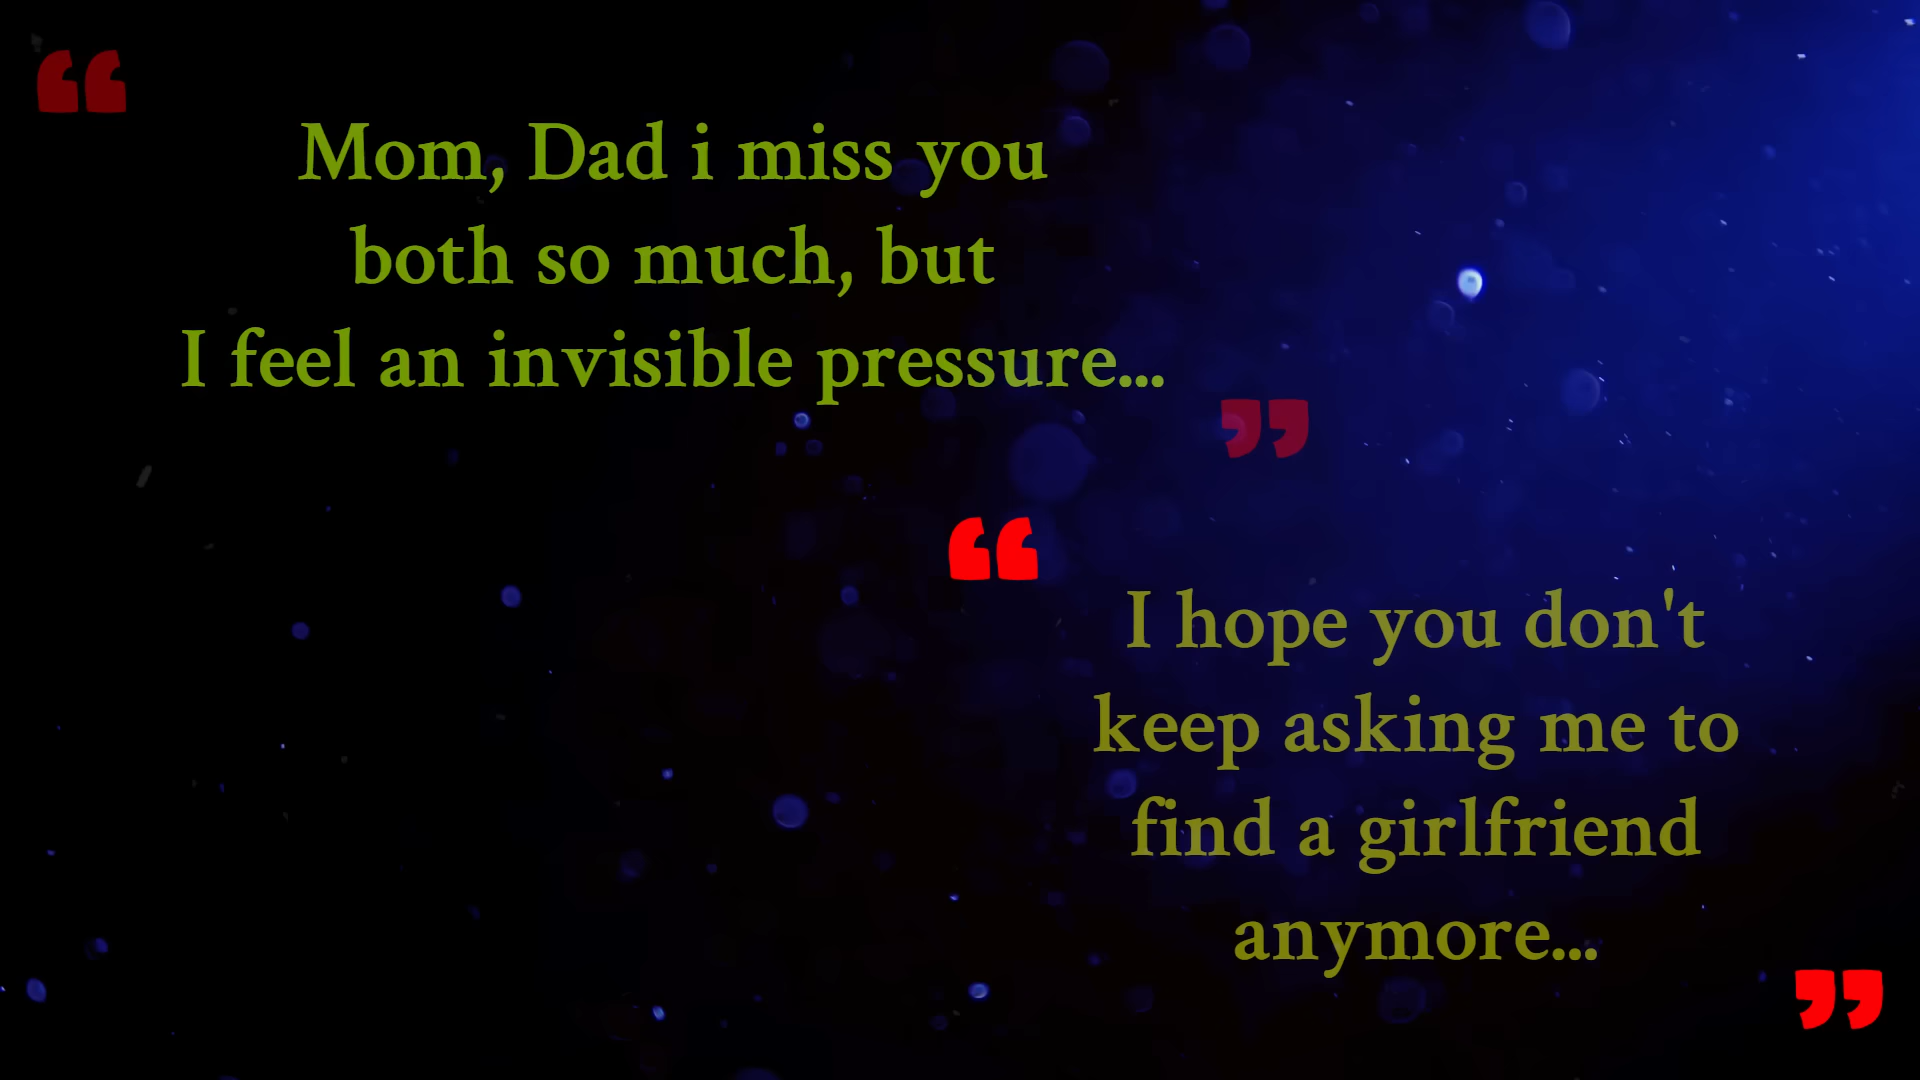 “
Mom, Dad i miss you
both so much, but
I feel an invisible pressure...
”
“
I hope you don't
keep asking me to
find a girlfriend
anymore...
”